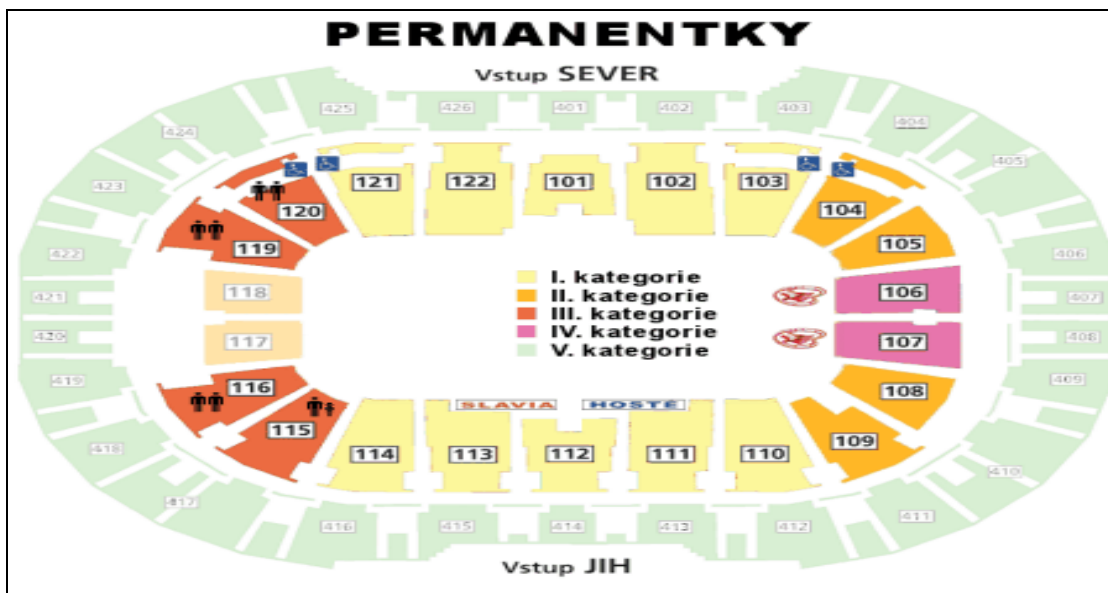 PERMANENTKY
Vstup SEVER
425 426 401 402 403
424 404
423 405
422 406
421 407
420 408
419 409
418 410
417 411
416 415 414 413 412
121 122 101 102 103
120 104
119 105
118 106
117 107
116 108
115 109
114 113 112 111 110
I. kategorie
II. kategorie
III. kategorie
IV. kategorie
V. kategorie
SLAVIA HOSTÉ
Vstup JIH